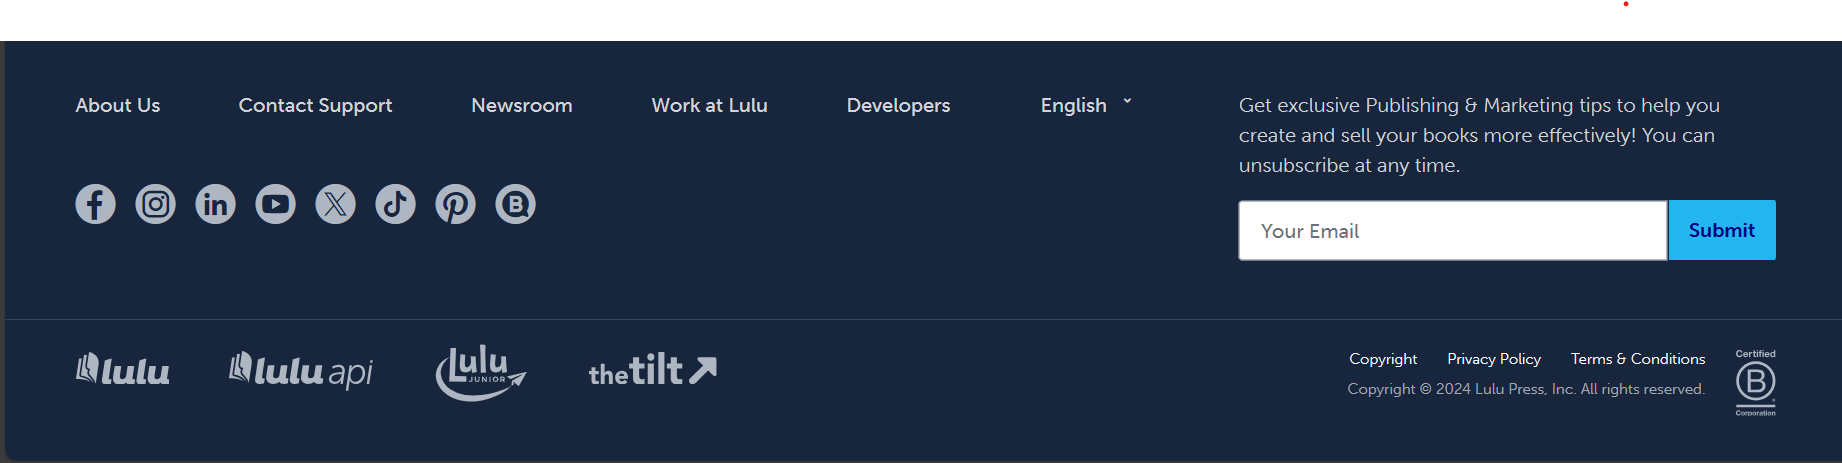 About Us
Contact Support
Newsroom
Work at Lulu
Developers
English
Get exclusive Publishing & Marketing tips to help you
create and sell your books more effectively! You can
unsubscribe at any time.
Your Email
Submit
lulu
lulu api
Lulu
JUNIOR
the tilt
Copyright
Privacy Policy
Terms & Conditions
Copyright © 2024 Lulu Press, Inc. All rights reserved.
Certified
B
Corporation